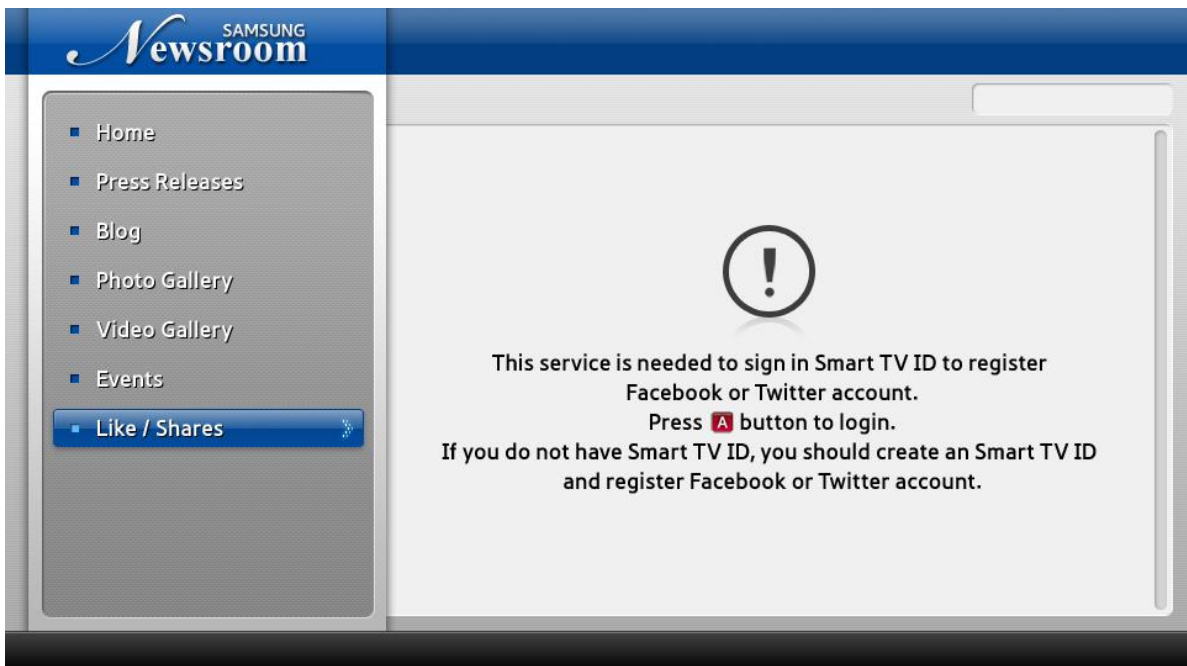 SAMSUNG
Newsroom
Home
Press Releases
Blog
Photo Gallery
Video Gallery
Events
Like / Shares
This service is needed to sign in Smart TV ID to register
Facebook or Twitter account.
Press A button to login.
If you do not have Smart TV ID, you should create an Smart TV ID
and register Facebook or Twitter account.